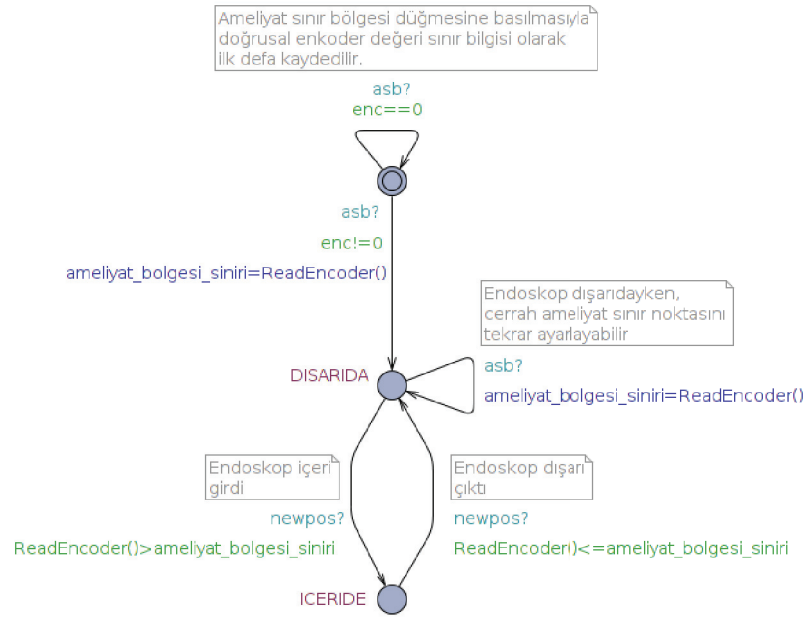 Ameliyat sınır bölgesi düğmesine basılmasıyla
doğrusal enkoder değeri sınır bilgisi olarak
ilk defa kaydedilir.
asb?
enc==0
asb?
enc!=0
ameliyat_bolgesi_siniri=ReadEncoder()
Endoskop dışarıdayken,
cerrah ameliyat sınır noktasını
tekrar ayarlayabilir
DISARIDA
asb?
ameliyat_bolgesi_siniri=ReadEncoder()
Endoskop içeri
girdi
Endoskop dışarı
çıktı
newpos?
newpos?
ReadEncoder()>ameliyat_bolgesi_siniri
ReadEncoder()<=ameliyat_bolgesi_siniri
ICERIDE